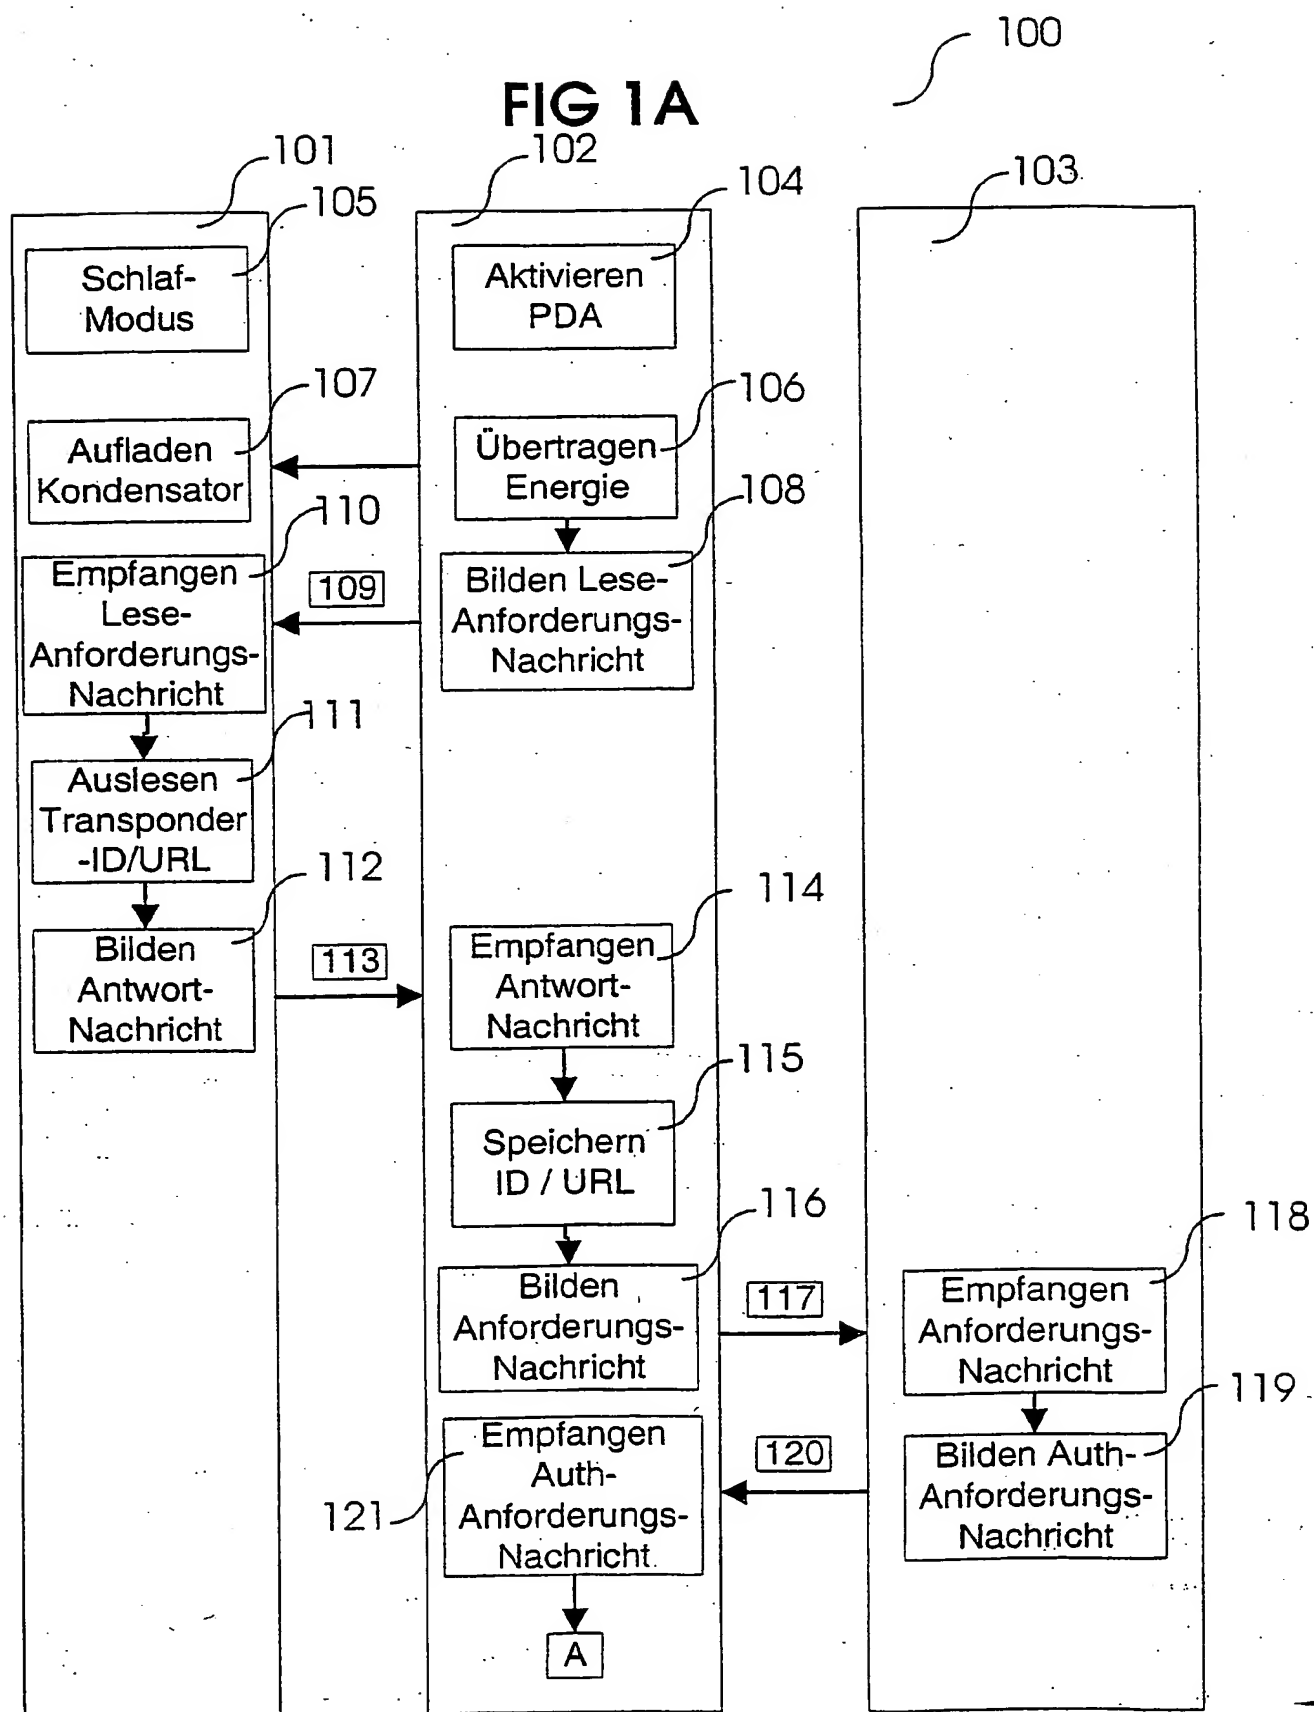 100
FIG 1A
101
102
103
104
105
Schlaf-
Modus
Aktivieren
PDA
107
106
Aufladen
Kondensator
Übertragen
Energie
110
108
Empfangen
Lese-
Anforderungs-
Nachricht
109
Bilden Lese-
Anforderungs-
Nachricht
111
Auslesen
Transponder
-ID/URL
112
114
Bilden
Antwort-
Nachricht
113
Empfangen
Antwort-
Nachricht
115
Speichern
ID / URL
116
118
Bilden
Anforderungs-
Nachricht
117
Empfangen
Anforderungs-
Nachricht
119
Empfangen
Auth-
Anforderungs-
Nachricht
121
120
Bilden Auth-
Anforderungs-
Nachricht
A